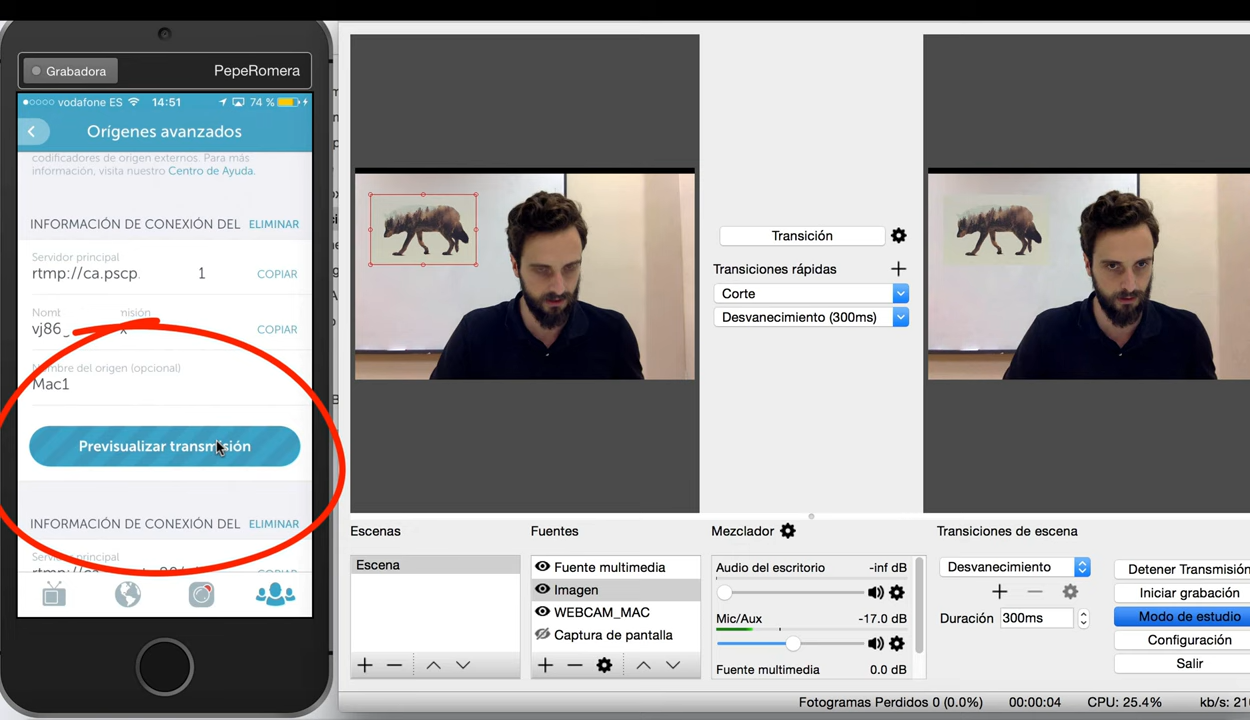 Grabadora
PepeRomera
vodafone ES
14:51
74 %
Orígenes avanzados
codificadores de origen externos. Para más
información, visita nuestro Centro de Ayuda.
INFORMACIÓN DE CONEXIÓN DEL
ELIMINAR
Servidor principal
rtmp://ca.pscp.
1
COPIAR
vj86
x
COPIAR
Nombre del origen (opcional)
Mac1
Previsualizar transmisión
INFORMACIÓN DE CONEXIÓN DEL
ELIMINAR
Servidor principal
Transición
Transiciones rápidas
Corte
Desvanecimiento (300ms)
Escenas
Escena
Fuentes
Fuente multimedia
Imagen
WEBCAM_MAC
Captura de pantalla
Mezclador
Audio del escritorio
-inf dB
Mic/Aux
-17.0 dB
Fuente multimedia
0.0 dB
Transiciones de escena
Desvanecimiento
Duración
300ms
Detener Transmisión
Iniciar grabación
Modo de estudio
Configuración
Salir
Fotogramas Perdidos 0 (0.0%)
00:00:04
CPU: 25.4%
kb/s: 210